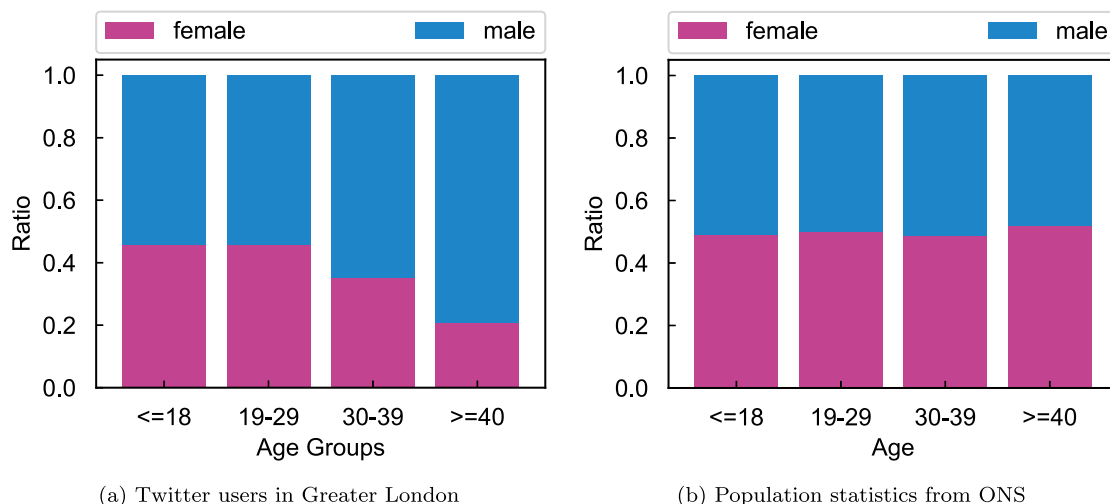 female male
1.0
0.8
0.6
0.4
0.2
0.0
Ratio
<=18 19-29 30-39 >=40
Age Groups
(a) Twitter users in Greater London
female male
1.0
0.8
0.6
0.4
0.2
0.0
Ratio
<=18 19-29 30-39 >=40
Age
(b) Population statistics from ONS